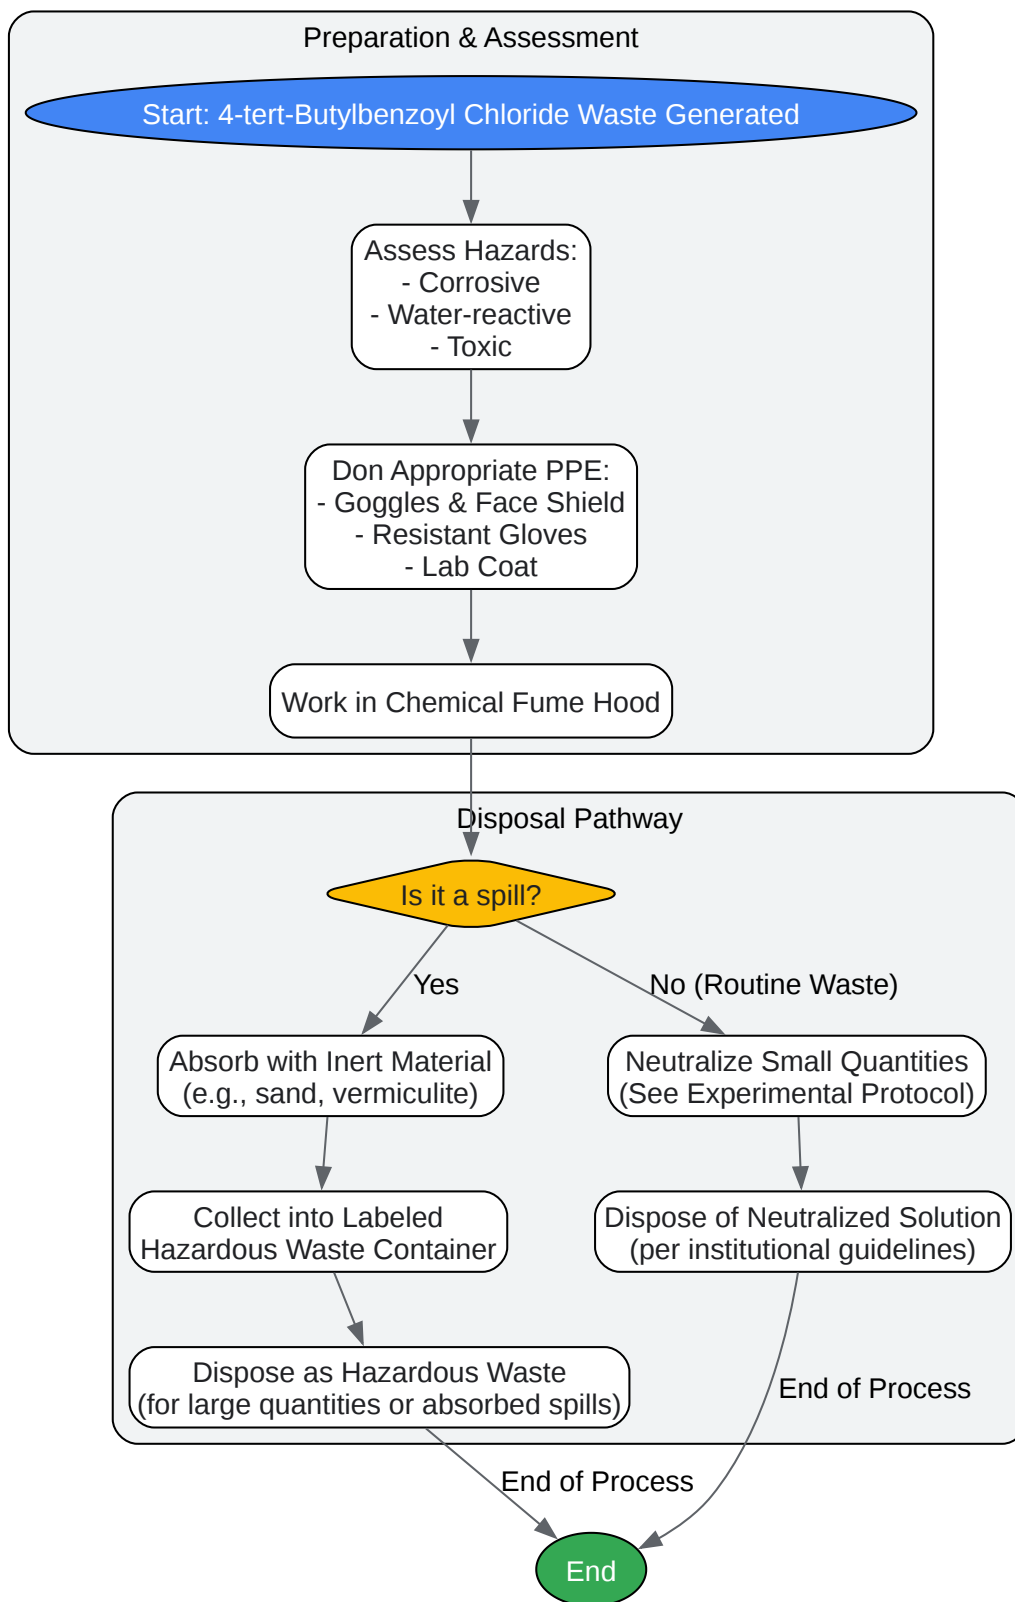 Preparation & Assessment
Start: 4-tert-Butylbenzoyl Chloride Waste Generated
Assess Hazards:
- Corrosive
- Water-reactive
- Toxic
Don Appropriate PPE:
- Goggles & Face Shield
- Resistant Gloves
- Lab Coat
Work in Chemical Fume Hood
Disposal Pathway
Is it a spill?
Yes
No (Routine Waste)
Absorb with Inert Material
(e.g., sand, vermiculite)
Neutralize Small Quantities
(See Experimental Protocol)
Collect into Labeled
Hazardous Waste Container
Dispose of Neutralized Solution
(per institutional guidelines)
Dispose as Hazardous Waste
(for large quantities or absorbed spills)
End of Process
End of Process
End